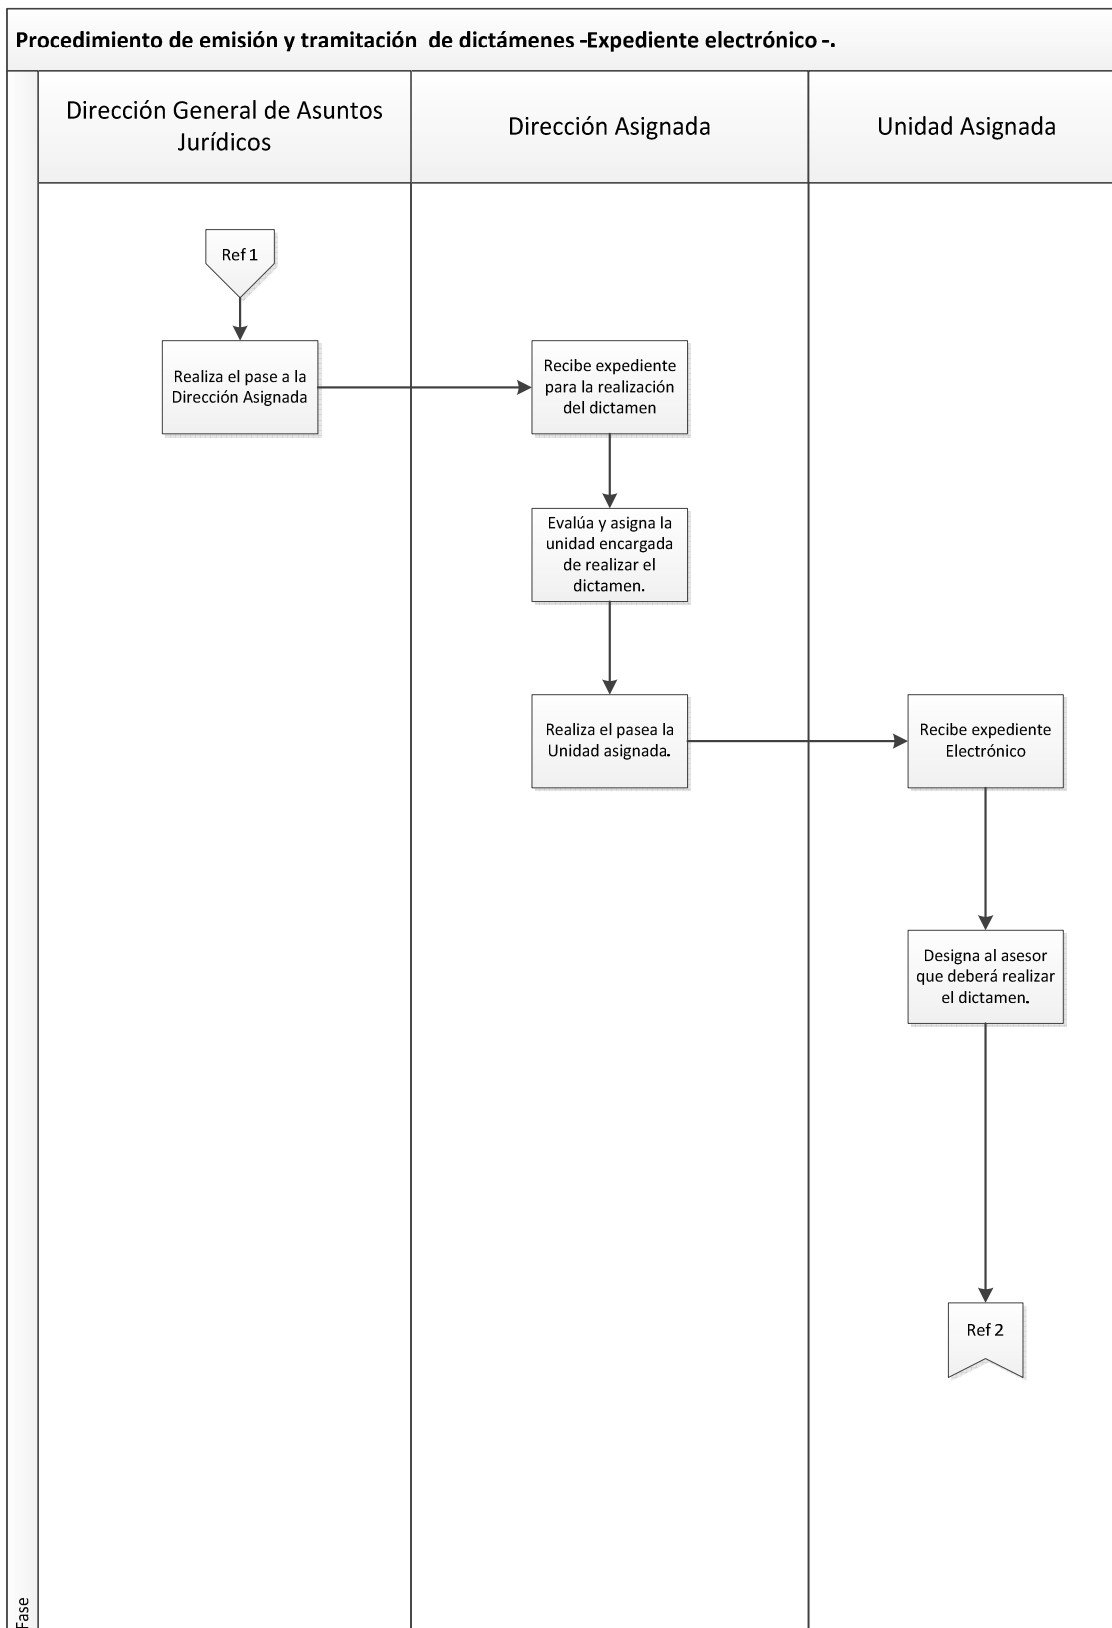 Procedimiento de emisión y tramitación de dictámenes -Expediente electrónico -.
Dirección General de Asuntos
Jurídicos
Dirección Asignada
Unidad Asignada
Ref 1
Realiza el pase a la
Dirección Asignada
Recibe expediente
para la realización
del dictamen
Evalúa y asigna la
unidad encargada
de realizar el
dictamen.
Realiza el pasea la
Unidad asignada.
Recibe expediente
Electrónico
Designa al asesor
que deberá realizar
el dictamen.
Ref 2
Fase